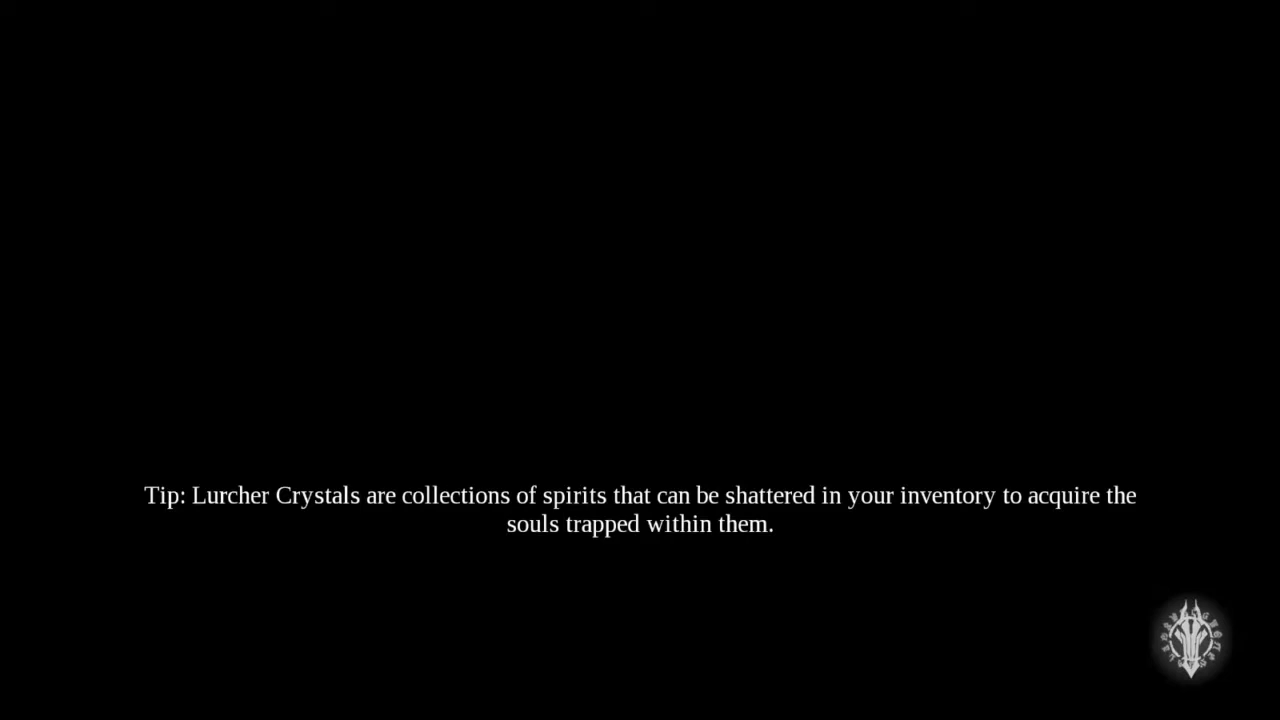 Tip: Lurcher Crystals are collections of spirits that can be shattered in your inventory to acquire the
souls trapped within them.